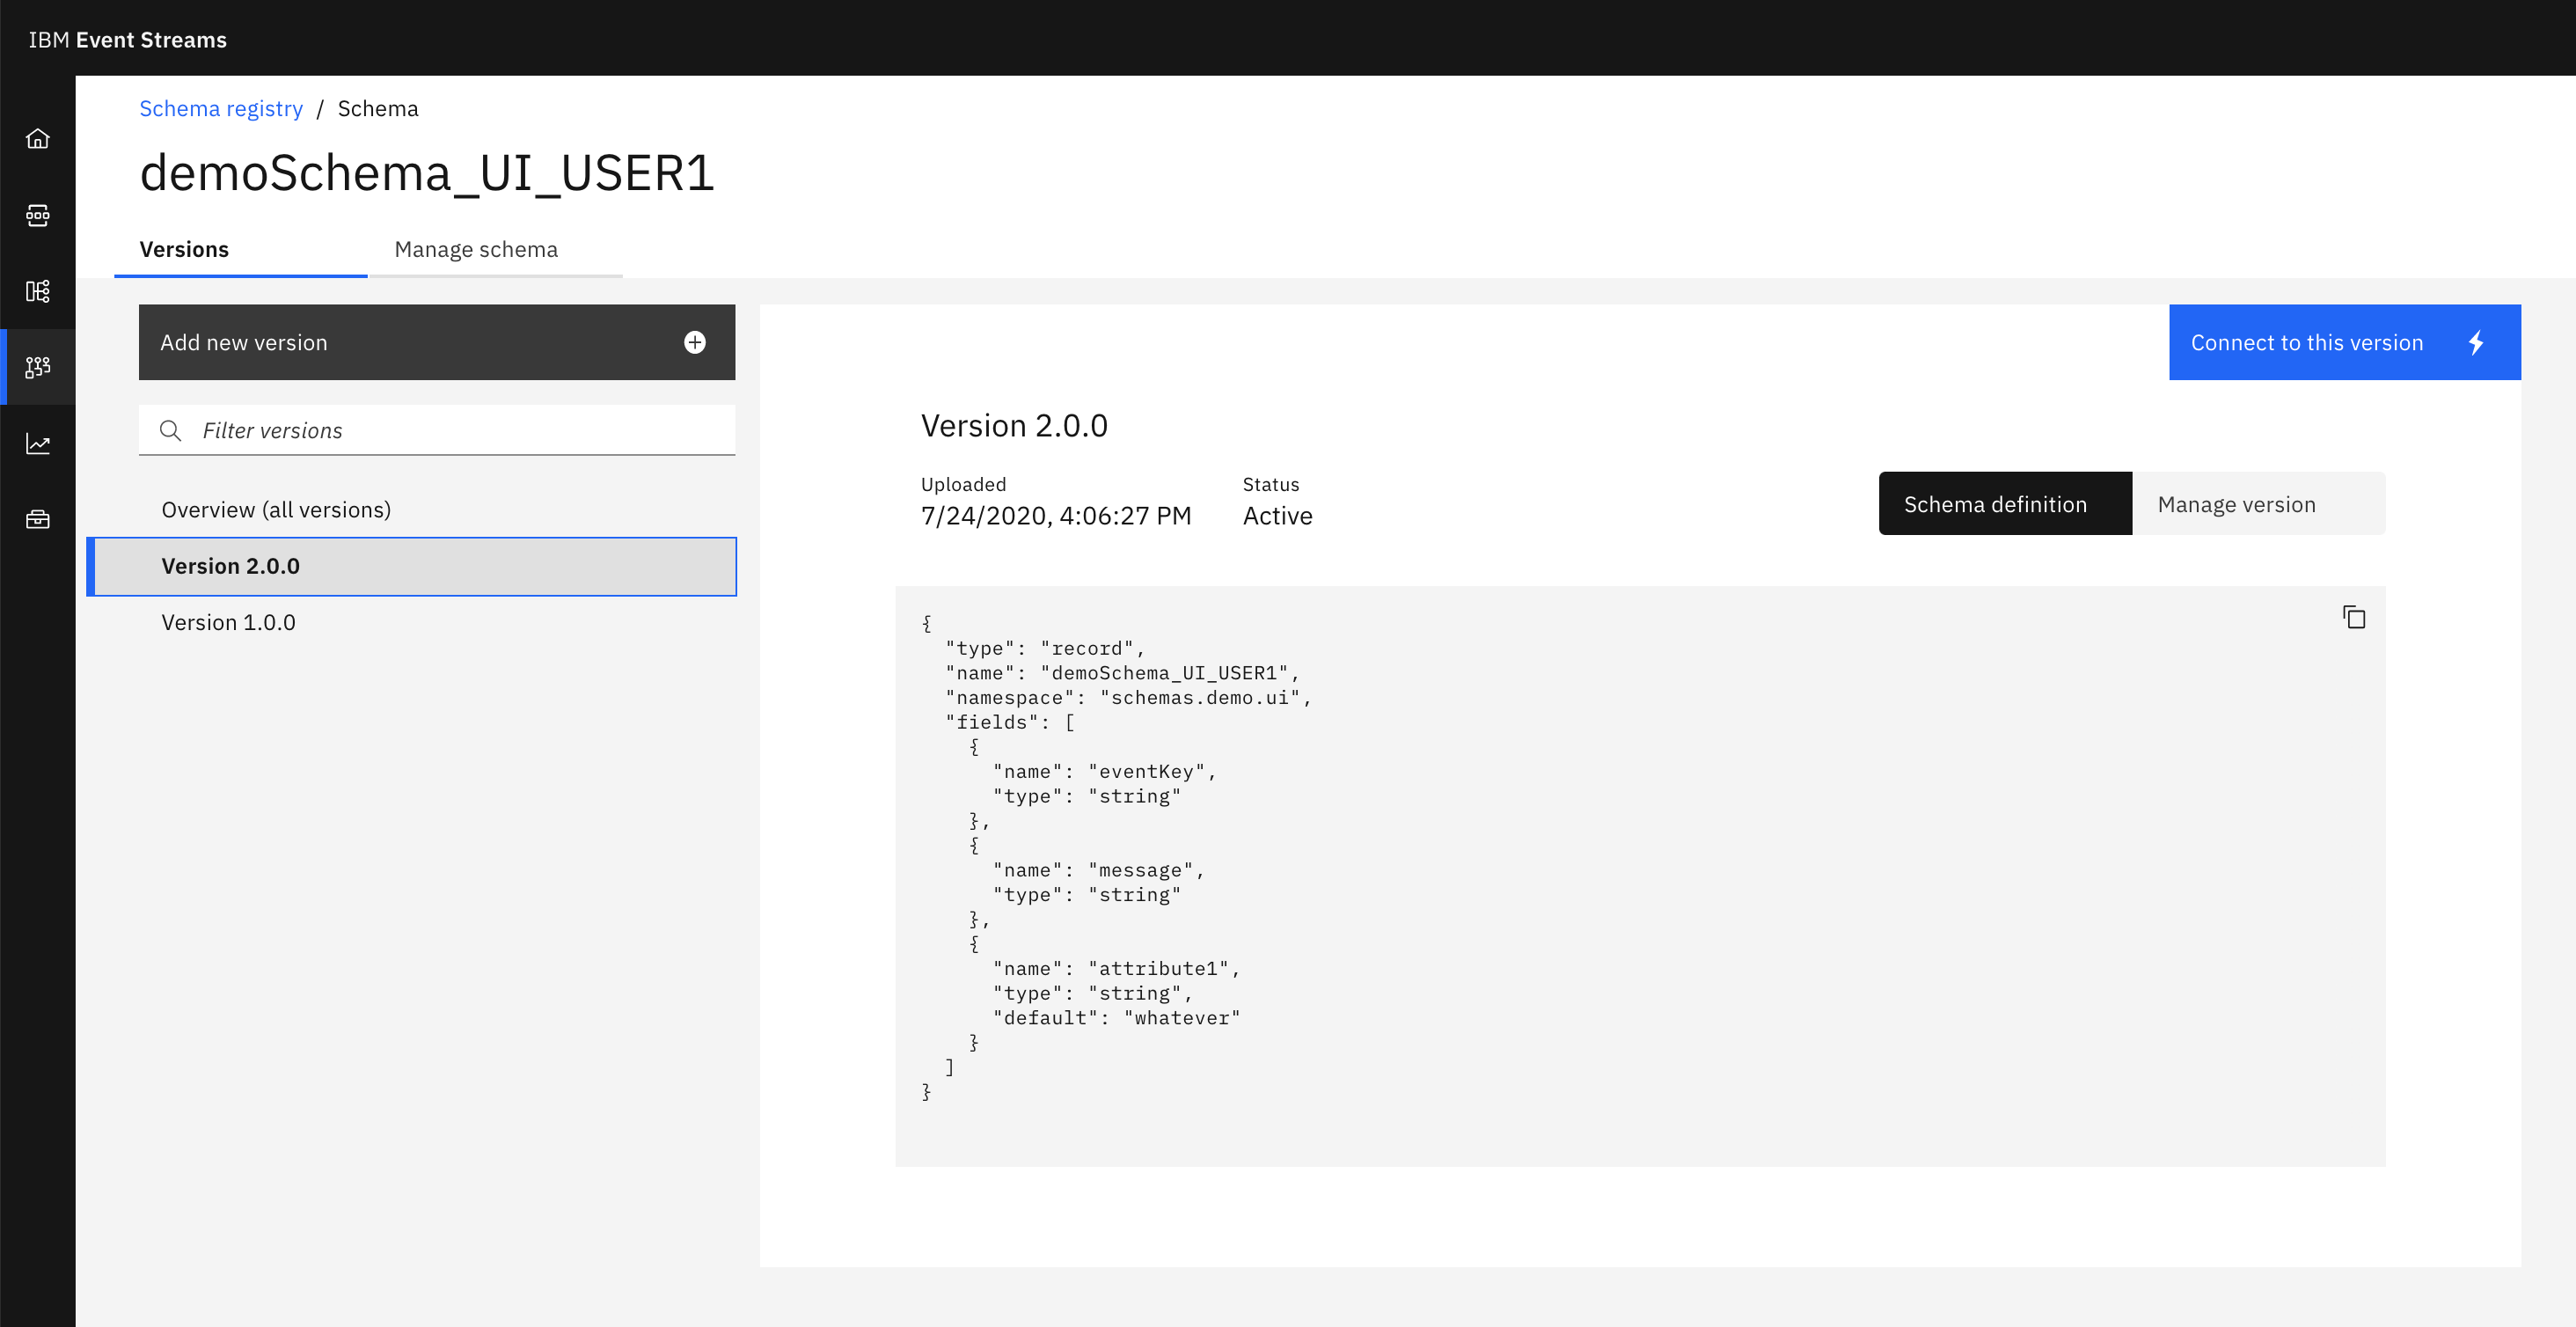 IBM Event Streams
Schema registry / Schema
demoSchema_UI_USER1
Versions
Manage schema
Add new version
Filter versions
Overview (all versions)
Version 2.0.0
Version 1.0.0
Connect to this version
Version 2.0.0
Uploaded
7/24/2020, 4:06:27 PM
Status
Active
Schema definition
Manage version
{
  "type": "record",
  "name": "demoSchema_UI_USER1",
  "namespace": "schemas.demo.ui",
  "fields": [
    {
      "name": "eventKey",
      "type": "string"
    },
    {
      "name": "message",
      "type": "string"
    },
    {
      "name": "attribute1",
      "type": "string",
      "default": "whatever"
    }
  ]
}